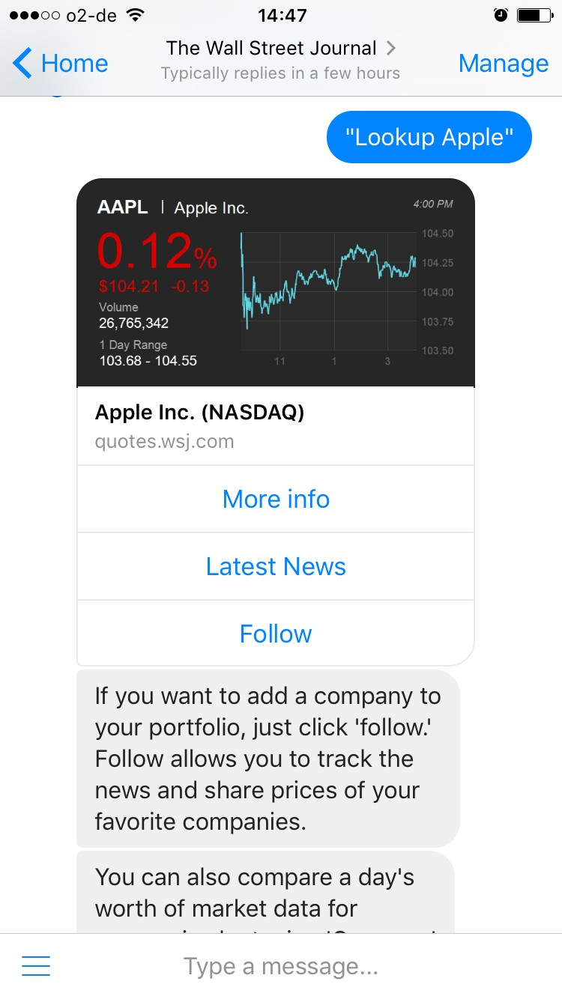 o2-de 14:47
Home The Wall Street Journal Manage
Typically replies in a few hours
"Lookup Apple"
AAPL | Apple Inc. 4:00 PM
0.12%
$104.21 -0.13
Volume
26,765,342
1 Day Range
103.68 - 104.55
104.50
104.25
104.00
103.75
103.50
11 1 3
Apple Inc. (NASDAQ)
quotes.wsj.com
More info
Latest News
Follow
If you want to add a company to
your portfolio, just click 'follow.'
Follow allows you to track the
news and share prices of your
favorite companies.
You can also compare a day's
worth of market data for
Type a message...